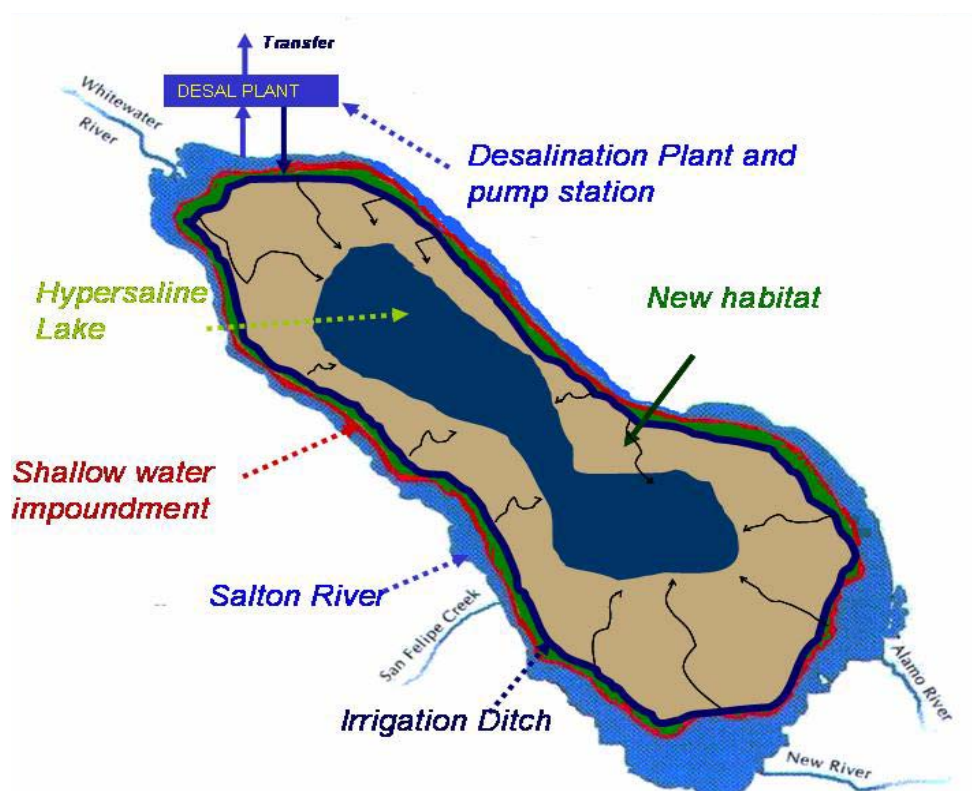 Transfer
DESAL PLANT
Whitewater
River
Desalination Plant and
pump station
Hypersaline
Lake
New habitat
Shallow water
impoundment
Salton River
San Felipe Creek
Irrigation Ditch
Alamo River
New River